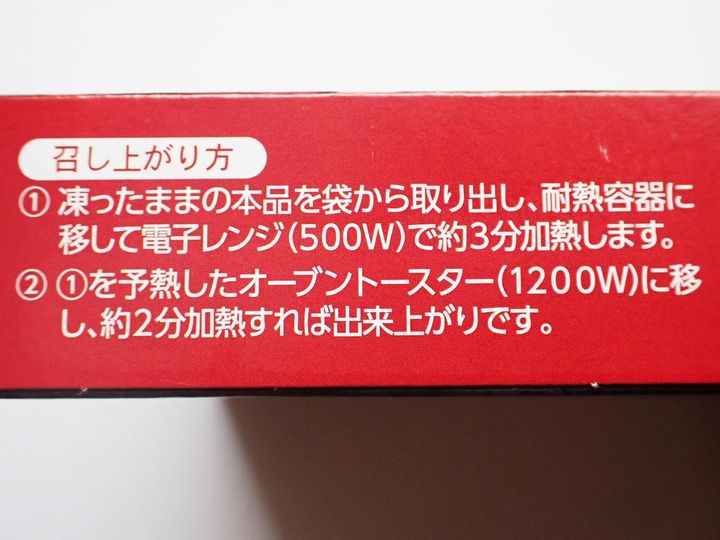 召し上がり方
① 凍ったままの本品を袋から取り出し、耐熱容器に
移して電子レンジ(500W)で約3分加熱します。
② ①を予熱したオーブントースター(1200W)に移
し、約2分加熱すれば出来上がりです。